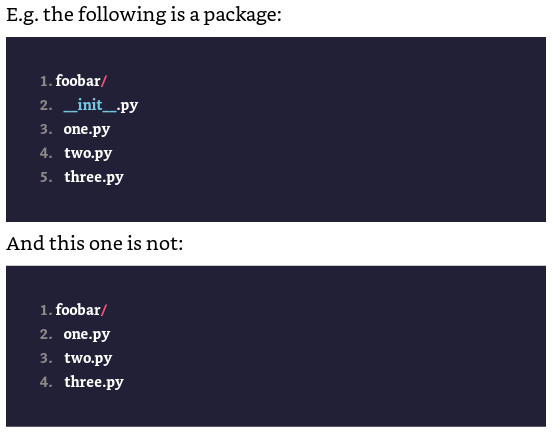 E.g. the following is a package:
1. foobar/
2. __init__.py
3. one.py
4. two.py
5. three.py
And this one is not:
1. foobar/
2. one.py
3. two.py
4. three.py